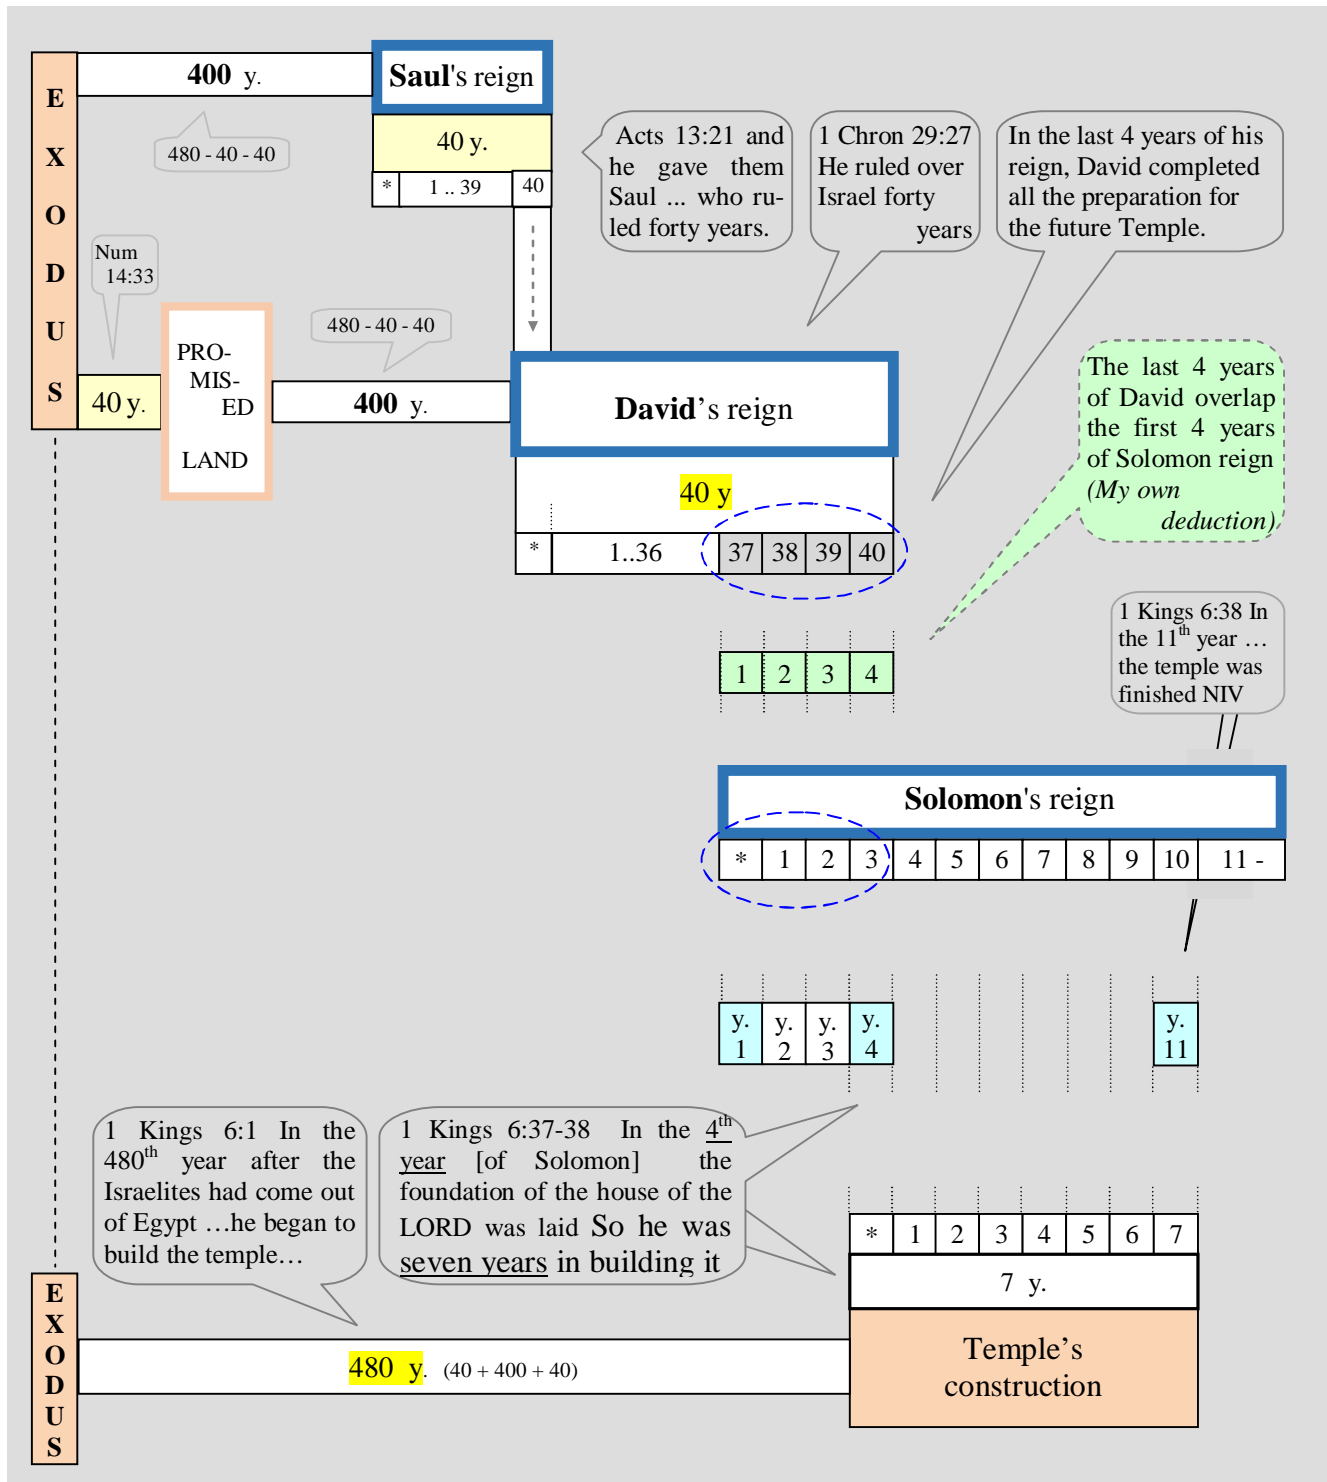 E
X
O
D
U
S
400 y.
Saul's reign
480 - 40 - 40
40 y.
* 1 .. 39 40
Acts 13:21 and
he gave them
Saul ... who ru-
led forty years.
1 Chron 29:27
He ruled over
Israel forty
years
In the last 4 years of his
reign, David completed
all the preparation for
the future Temple.
Num
14:33
40 y.
PRO-
MIS-
ED
LAND
480 - 40 - 40
400 y.
David's reign
40 y
* 1..36 37 38 39 40
The last 4 years
of David overlap
the first 4 years
of Solomon reign
(My own
deduction)
1 2 3 4
1 Kings 6:38 In
the 11th year …
the temple was
finished NIV
Solomon's reign
* 1 2 3 4 5 6 7 8 9 10 11 -
y. y. y. y. y.
1 2 3 4 11
1 Kings 6:1 In the
480th year after the
Israelites had come out
of Egypt …he began to
build the temple…
1 Kings 6:37-38 In the 4th
year [of Solomon] the
foundation of the house of the
LORD was laid So he was
seven years in building it
* 1 2 3 4 5 6 7
7 y.
Temple's
construction
E
X
O
D
U
S
480 y. (40 + 400 + 40)